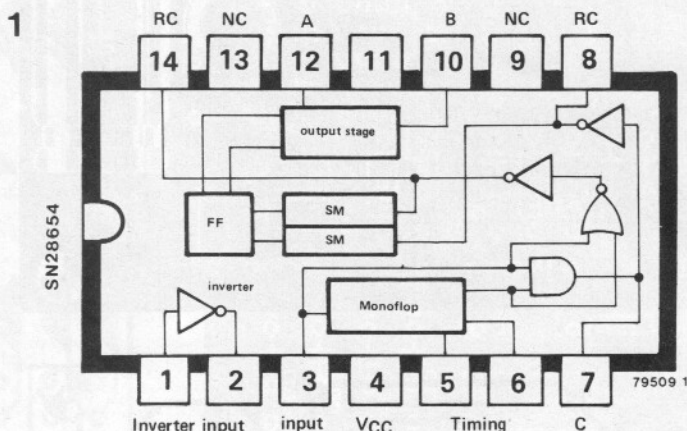 1
RC NC A B NC RC
14 13 12 11 10 9 8
output stage
SN28654
FF
SM
SM
inverter
Monoflop
1 2 3 4 5 6 7
79509 1
Inverter input input VCC Timing C